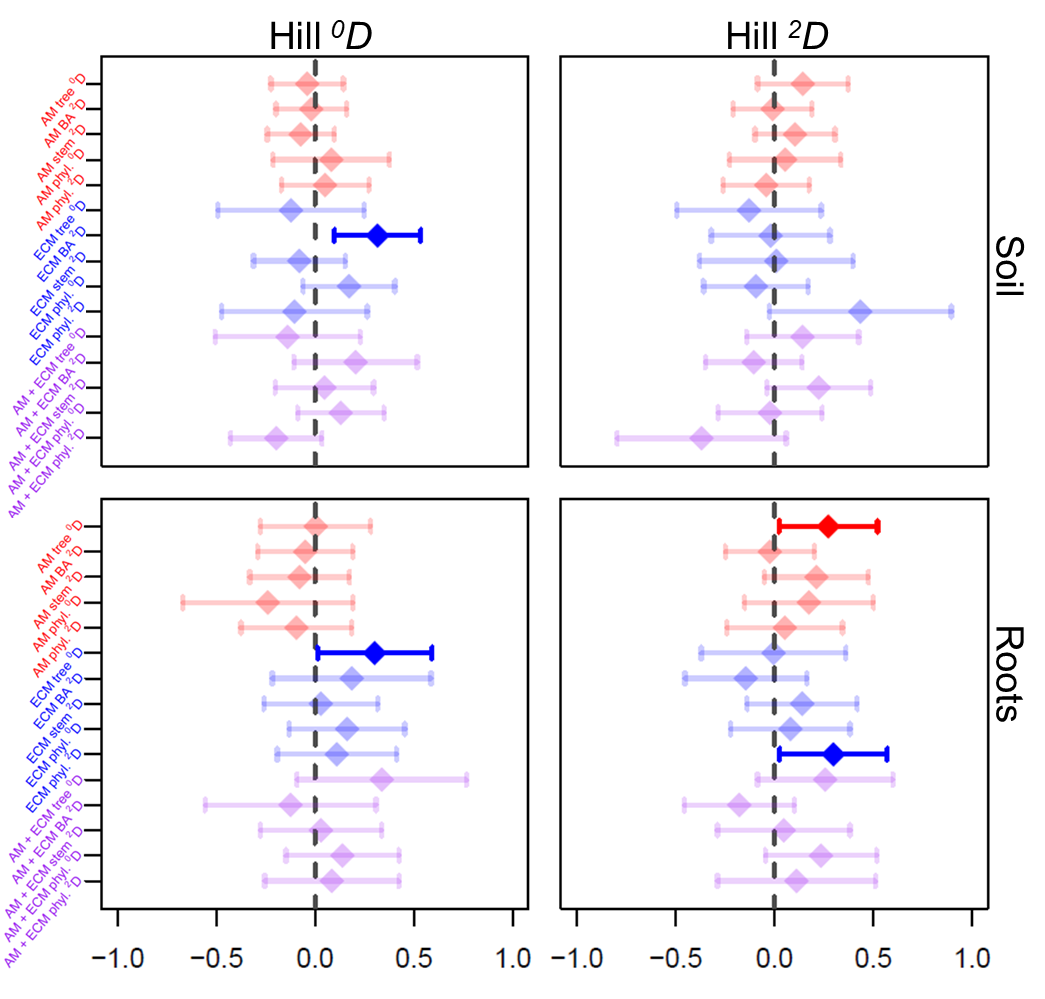 Hill ⁰D
Hill ²D
AM tree ⁰D
AM BA ²D
AM stem ²D
AM phyl. ⁰D
AM phyl. ²D
ECM tree ⁰D
ECM BA ²D
ECM stem ²D
ECM phyl. ⁰D
ECM phyl. ²D
AM + ECM tree ⁰D
AM + ECM BA ²D
AM + ECM stem ²D
AM + ECM phyl. ⁰D
AM + ECM phyl. ²D
Soil
AM tree ⁰D
AM BA ²D
AM stem ²D
AM phyl. ⁰D
AM phyl. ²D
ECM tree ⁰D
ECM BA ²D
ECM stem ²D
ECM phyl. ⁰D
ECM phyl. ²D
AM + ECM tree ⁰D
AM + ECM BA ²D
AM + ECM stem ²D
AM + ECM phyl. ⁰D
AM + ECM phyl. ²D
Roots
−1.0 −0.5 0.0 0.5 1.0
−1.0 −0.5 0.0 0.5 1.0